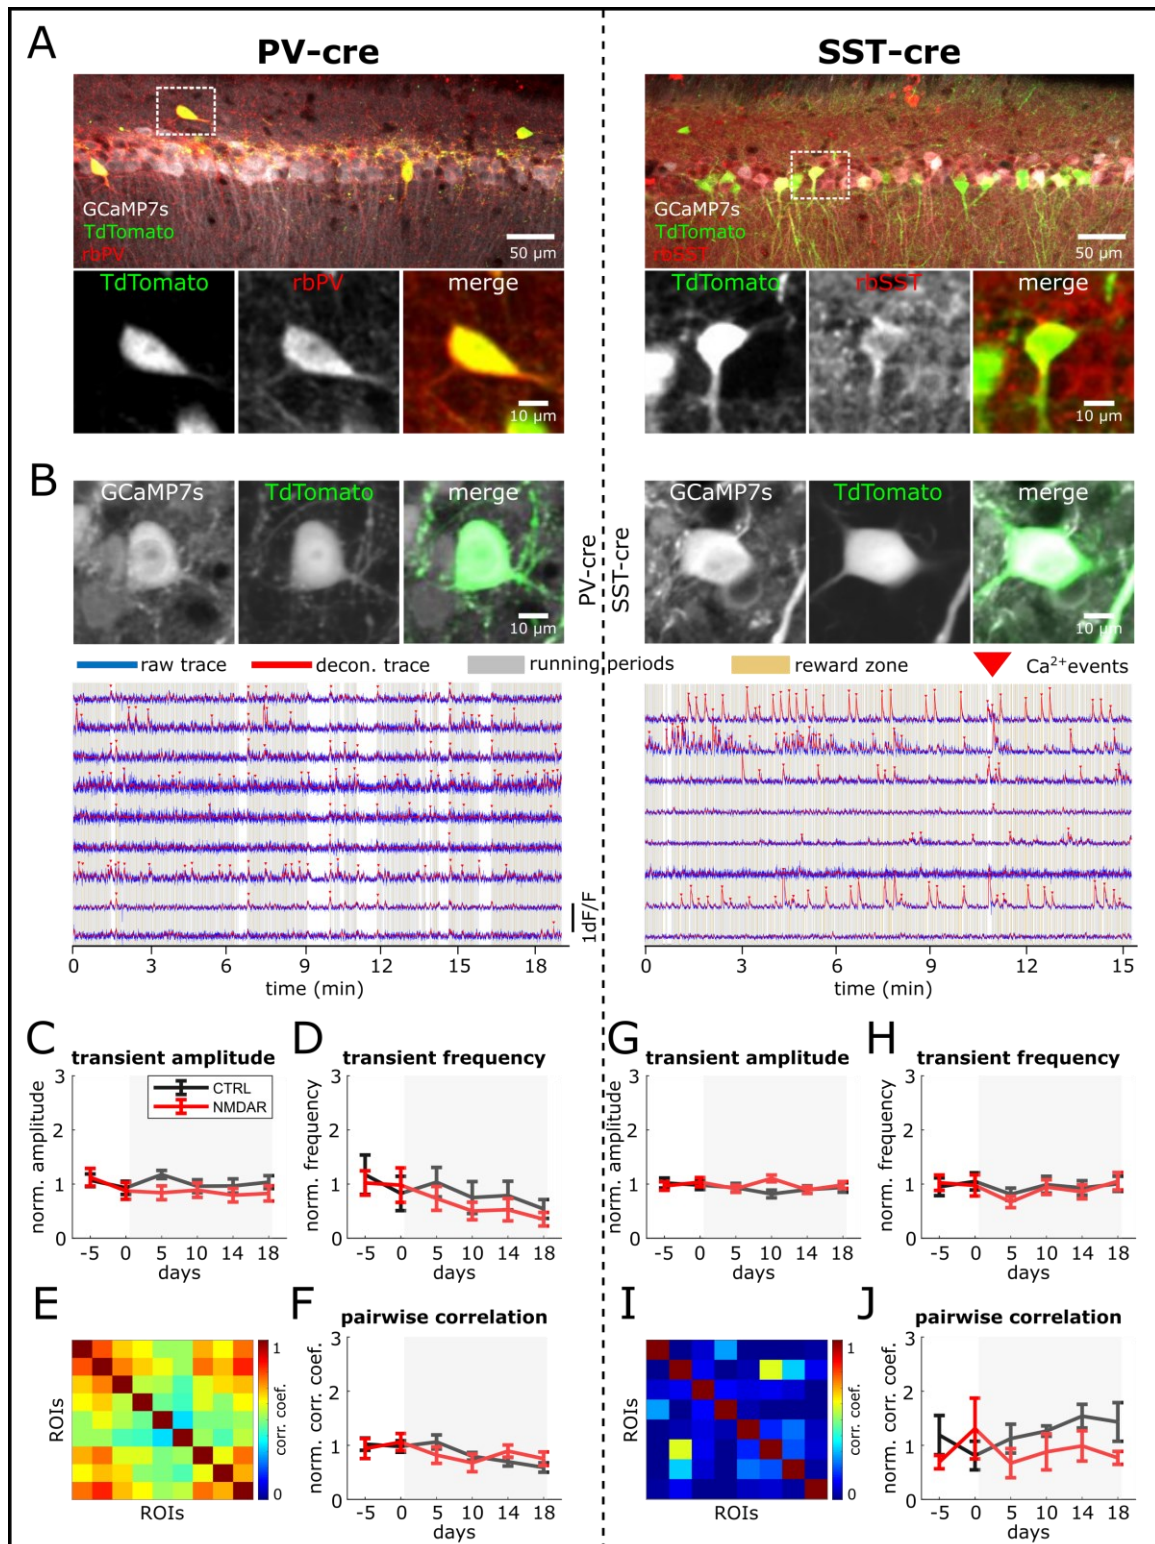 A
PV-cre
SST-cre
GCaMP7s
TdTomato
rbPV
50 µm
GCaMP7s
TdTomato
rbSST
50 µm
TdTomato
rbPV
merge
10 µm
TdTomato
rbSST
merge
10 µm
B
GCaMP7s
TdTomato
merge
10 µm
PV-cre
SST-cre
GCaMP7s
TdTomato
merge
10 µm
raw trace
decon. trace
running periods
reward zone
Ca²⁺events
1dF/F
0 3 6 9 12 15 18
time (min)
0 3 6 9 12 15
time (min)
C
transient amplitude
norm. amplitude
3
2
1
0
CTRL
NMDAR
-5 0 5 10 14 18
days
D
transient frequency
norm. frequency
3
2
1
0
-5 0 5 10 14 18
days
G
transient amplitude
norm. amplitude
3
2
1
0
-5 0 5 10 14 18
days
H
transient frequency
norm. frequency
3
2
1
0
-5 0 5 10 14 18
days
E
ROIs
ROIs
1
corr. coef.
0
F
pairwise correlation
norm. corr. coef.
3
2
1
0
-5 0 5 10 14 18
days
I
ROIs
ROIs
1
corr. coef.
0
J
pairwise correlation
norm. corr. coef.
3
2
1
0
-5 0 5 10 14 18
days